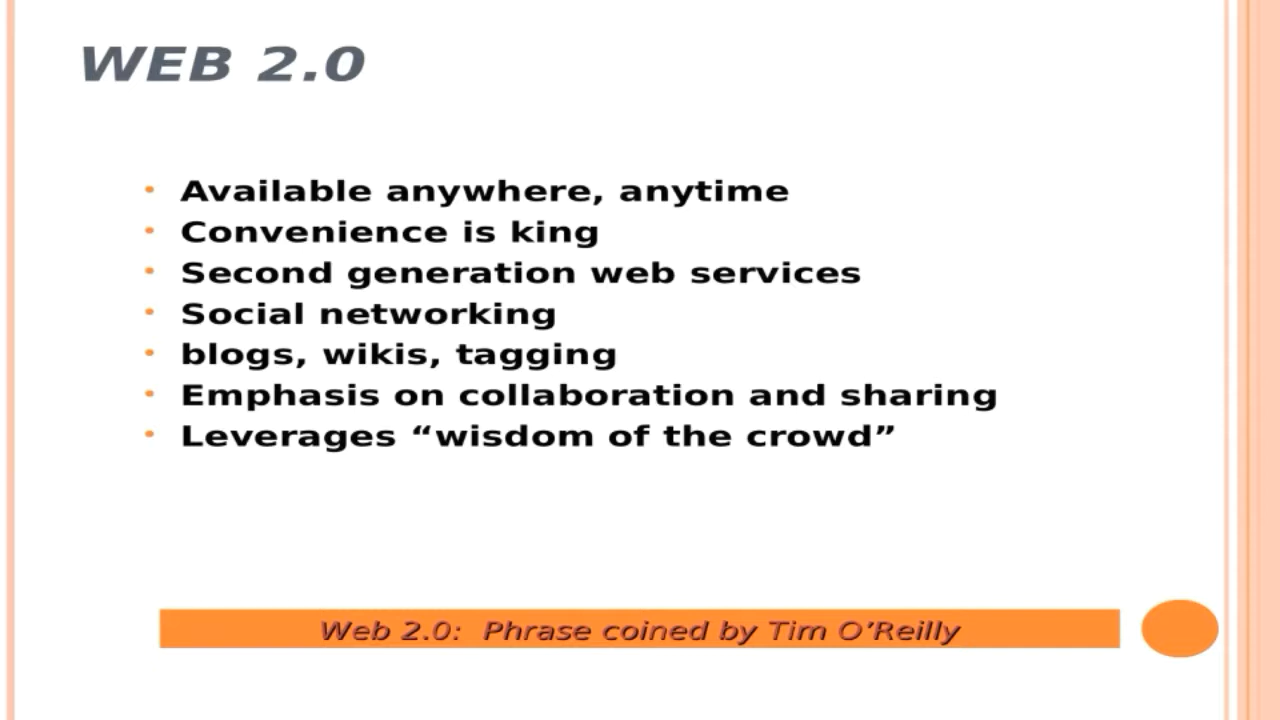 WEB 2.0
• Available anywhere, anytime
• Convenience is king
• Second generation web services
• Social networking
• blogs, wikis, tagging
• Emphasis on collaboration and sharing
• Leverages “wisdom of the crowd”
Web 2.0:  Phrase coined by Tim O’Reilly